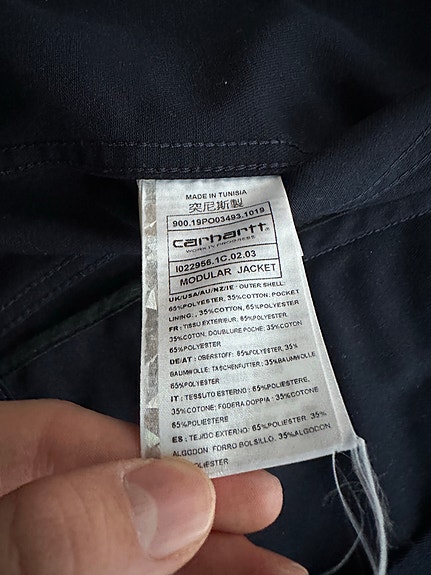 MADE IN TUNISIA
突尼斯製
900.19PO03493.1019
carhartt
WORK IN PROGRESS
I022956.1C.02.03
MODULAR JACKET
UK/USA/AU/NZ/IE: OUTER SHELL:
65%POLYESTER, 35%COTTON; POCKET
LINING:, 35%COTTON, 65%POLYESTER
FR: TISSU EXTERIEUR: 65%POLYESTER,
35%COTON; DOUBLURE POCHE: 35%COTON
65%POLYESTER
DE/AT: OBERSTOFF: 65%POLYESTER, 35%
BAUMWOLLE; TASCHENFUTTER: 35%BAUMWOLLE
65%POLYESTER
IT: TESSUTO ESTERNO: 65%POLIESTERE,
35%COTONE; FODERA DOPPIA: 35%COTONE
65%POLIESTERE
ES: TEJIDO EXTERNO: 65%POLIESTER, 35%
ALGODON; FORRO BOLSILLO: 35%ALGODON
POLIESTER